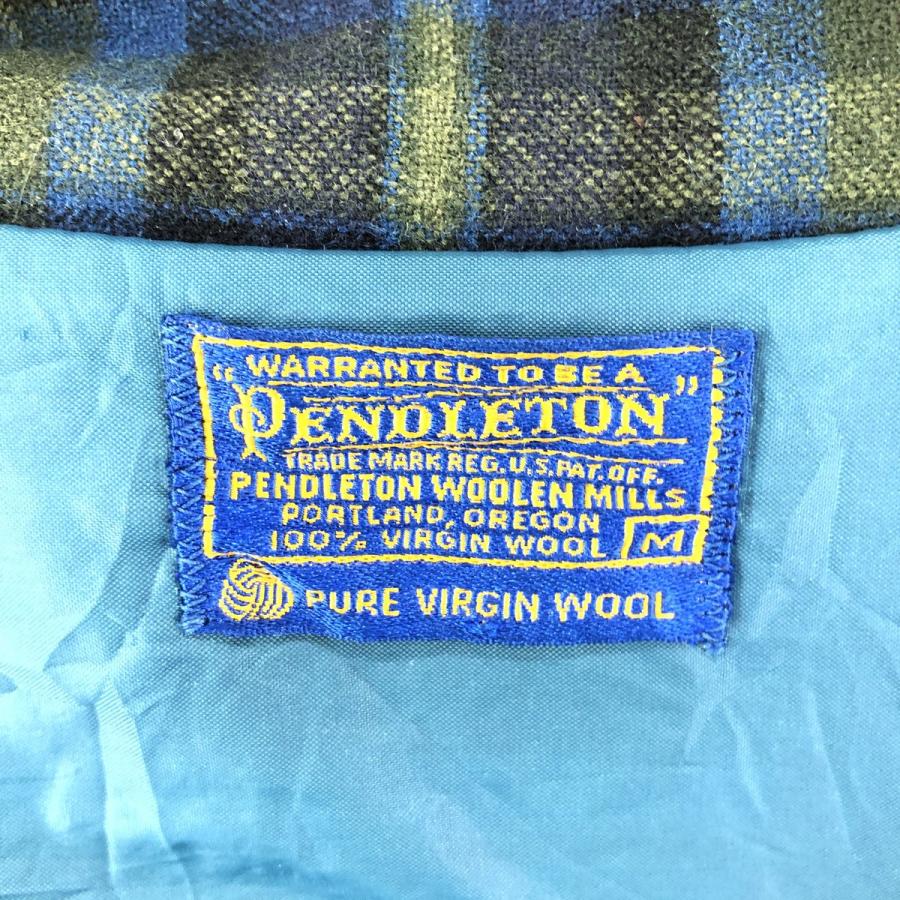 WARRANTED TO BE A
"PENDLETON"
TRADE MARK REG. U.S. PAT. OFF.
PENDLETON WOOLEN MILLS
PORTLAND, OREGON
100% VIRGIN WOOL M
PURE VIRGIN WOOL